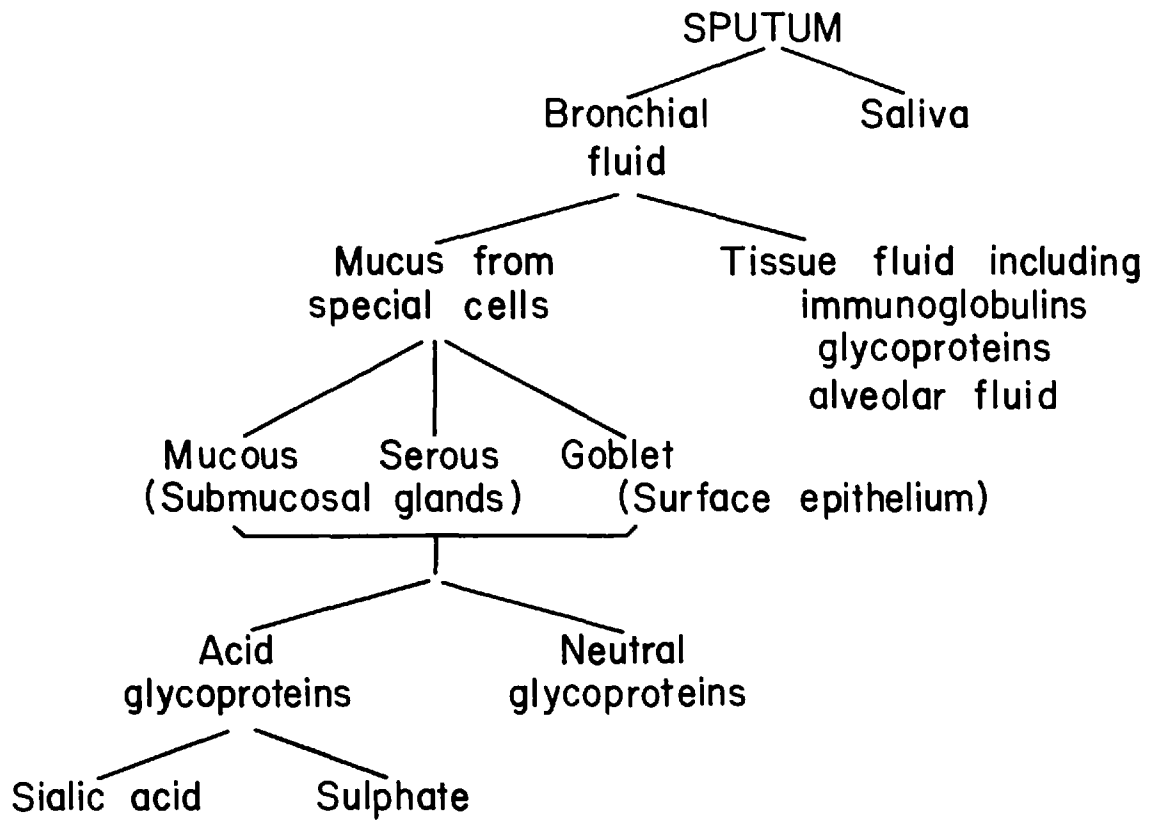 SPUTUM
Bronchial fluid
Saliva
Mucus from
special cells
Tissue fluid including
immunoglobulins
glycoproteins
alveolar fluid
Mucous Serous Goblet
(Submucosal glands) (Surface epithelium)
Acid
glycoproteins
Neutral
glycoproteins
Sialic acid Sulphate